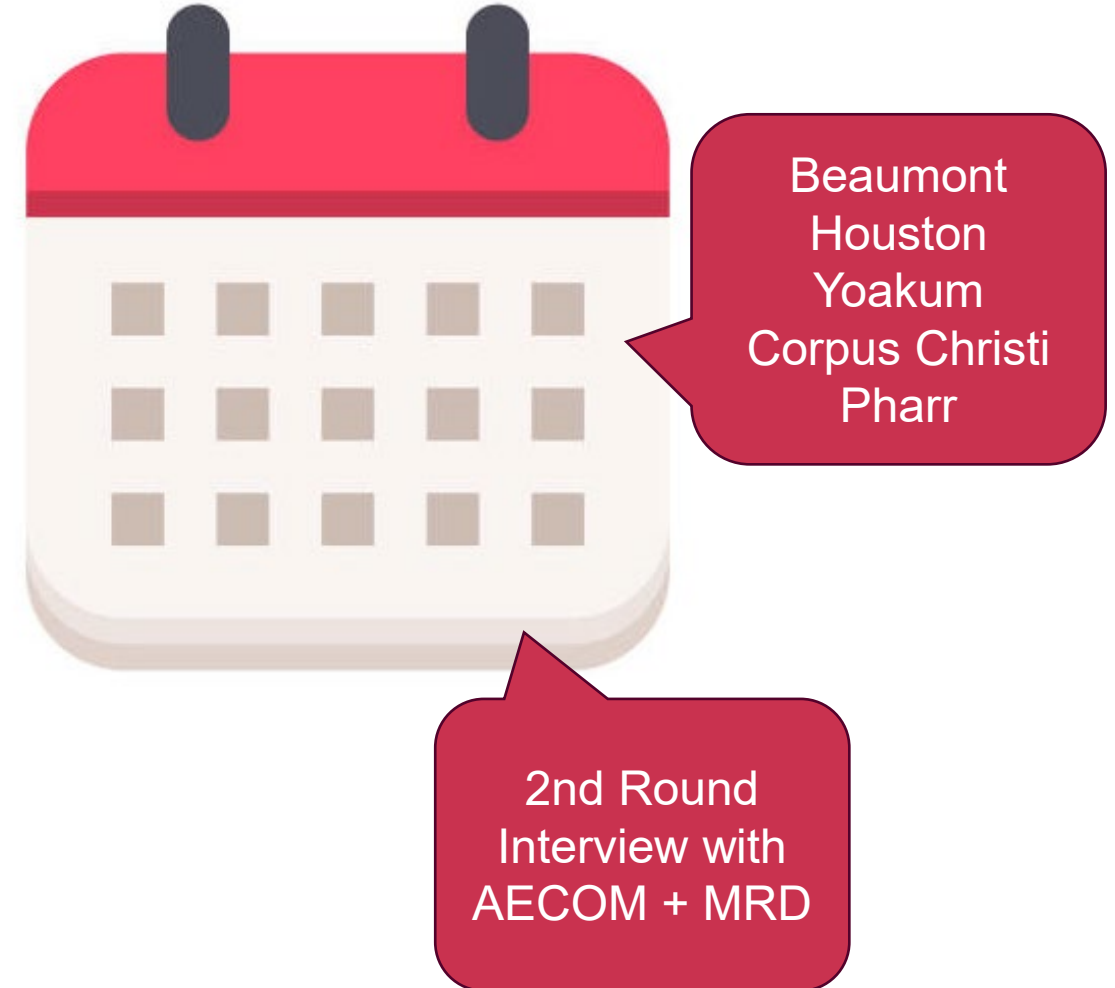 Beaumont
Houston
Yoakum
Corpus Christi
Pharr
2nd Round
Interview with
AECOM + MRD